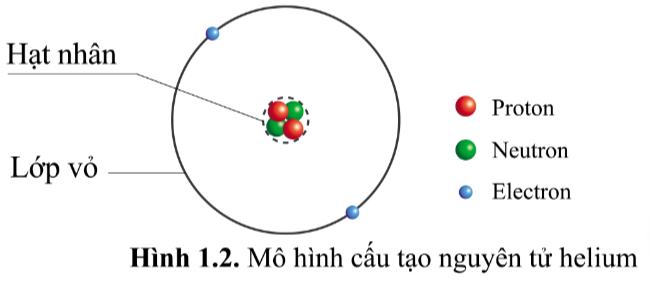 Hạt nhân
Lớp vỏ
Proton
Neutron
Electron
Hình 1.2. Mô hình cấu tạo nguyên tử helium